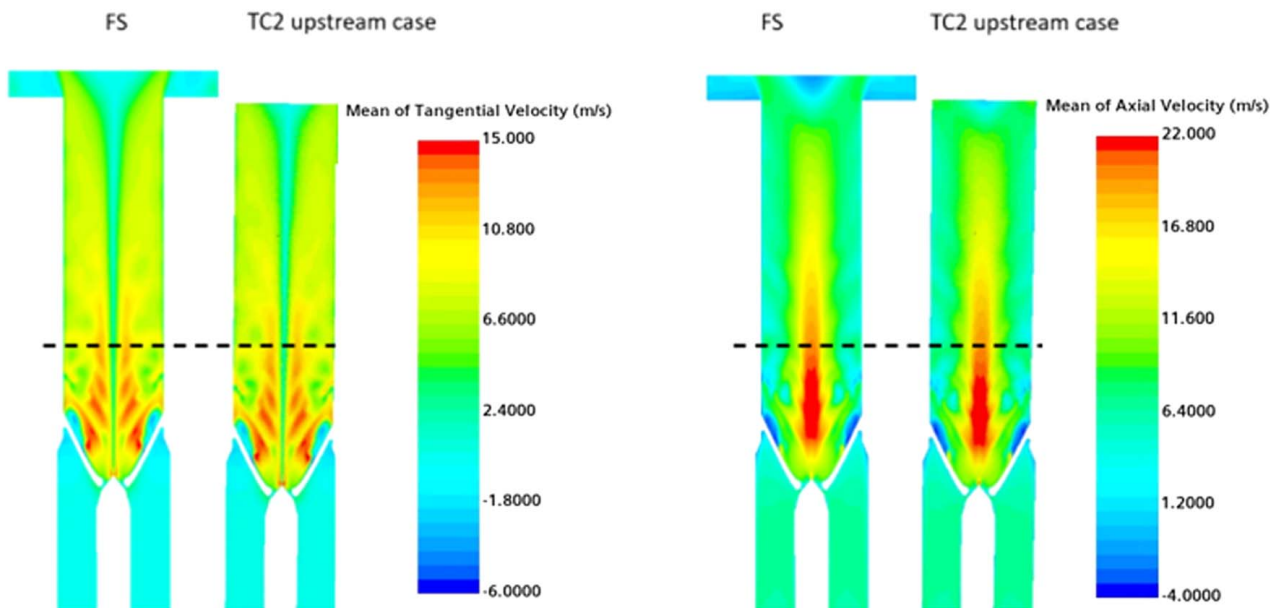 FS
TC2 upstream case
FS
TC2 upstream case
Mean of Tangential Velocity (m/s)
15.000
10.800
6.6000
2.4000
-1.8000
-6.0000
Mean of Axial Velocity (m/s)
22.000
16.800
11.600
6.4000
1.2000
-4.0000